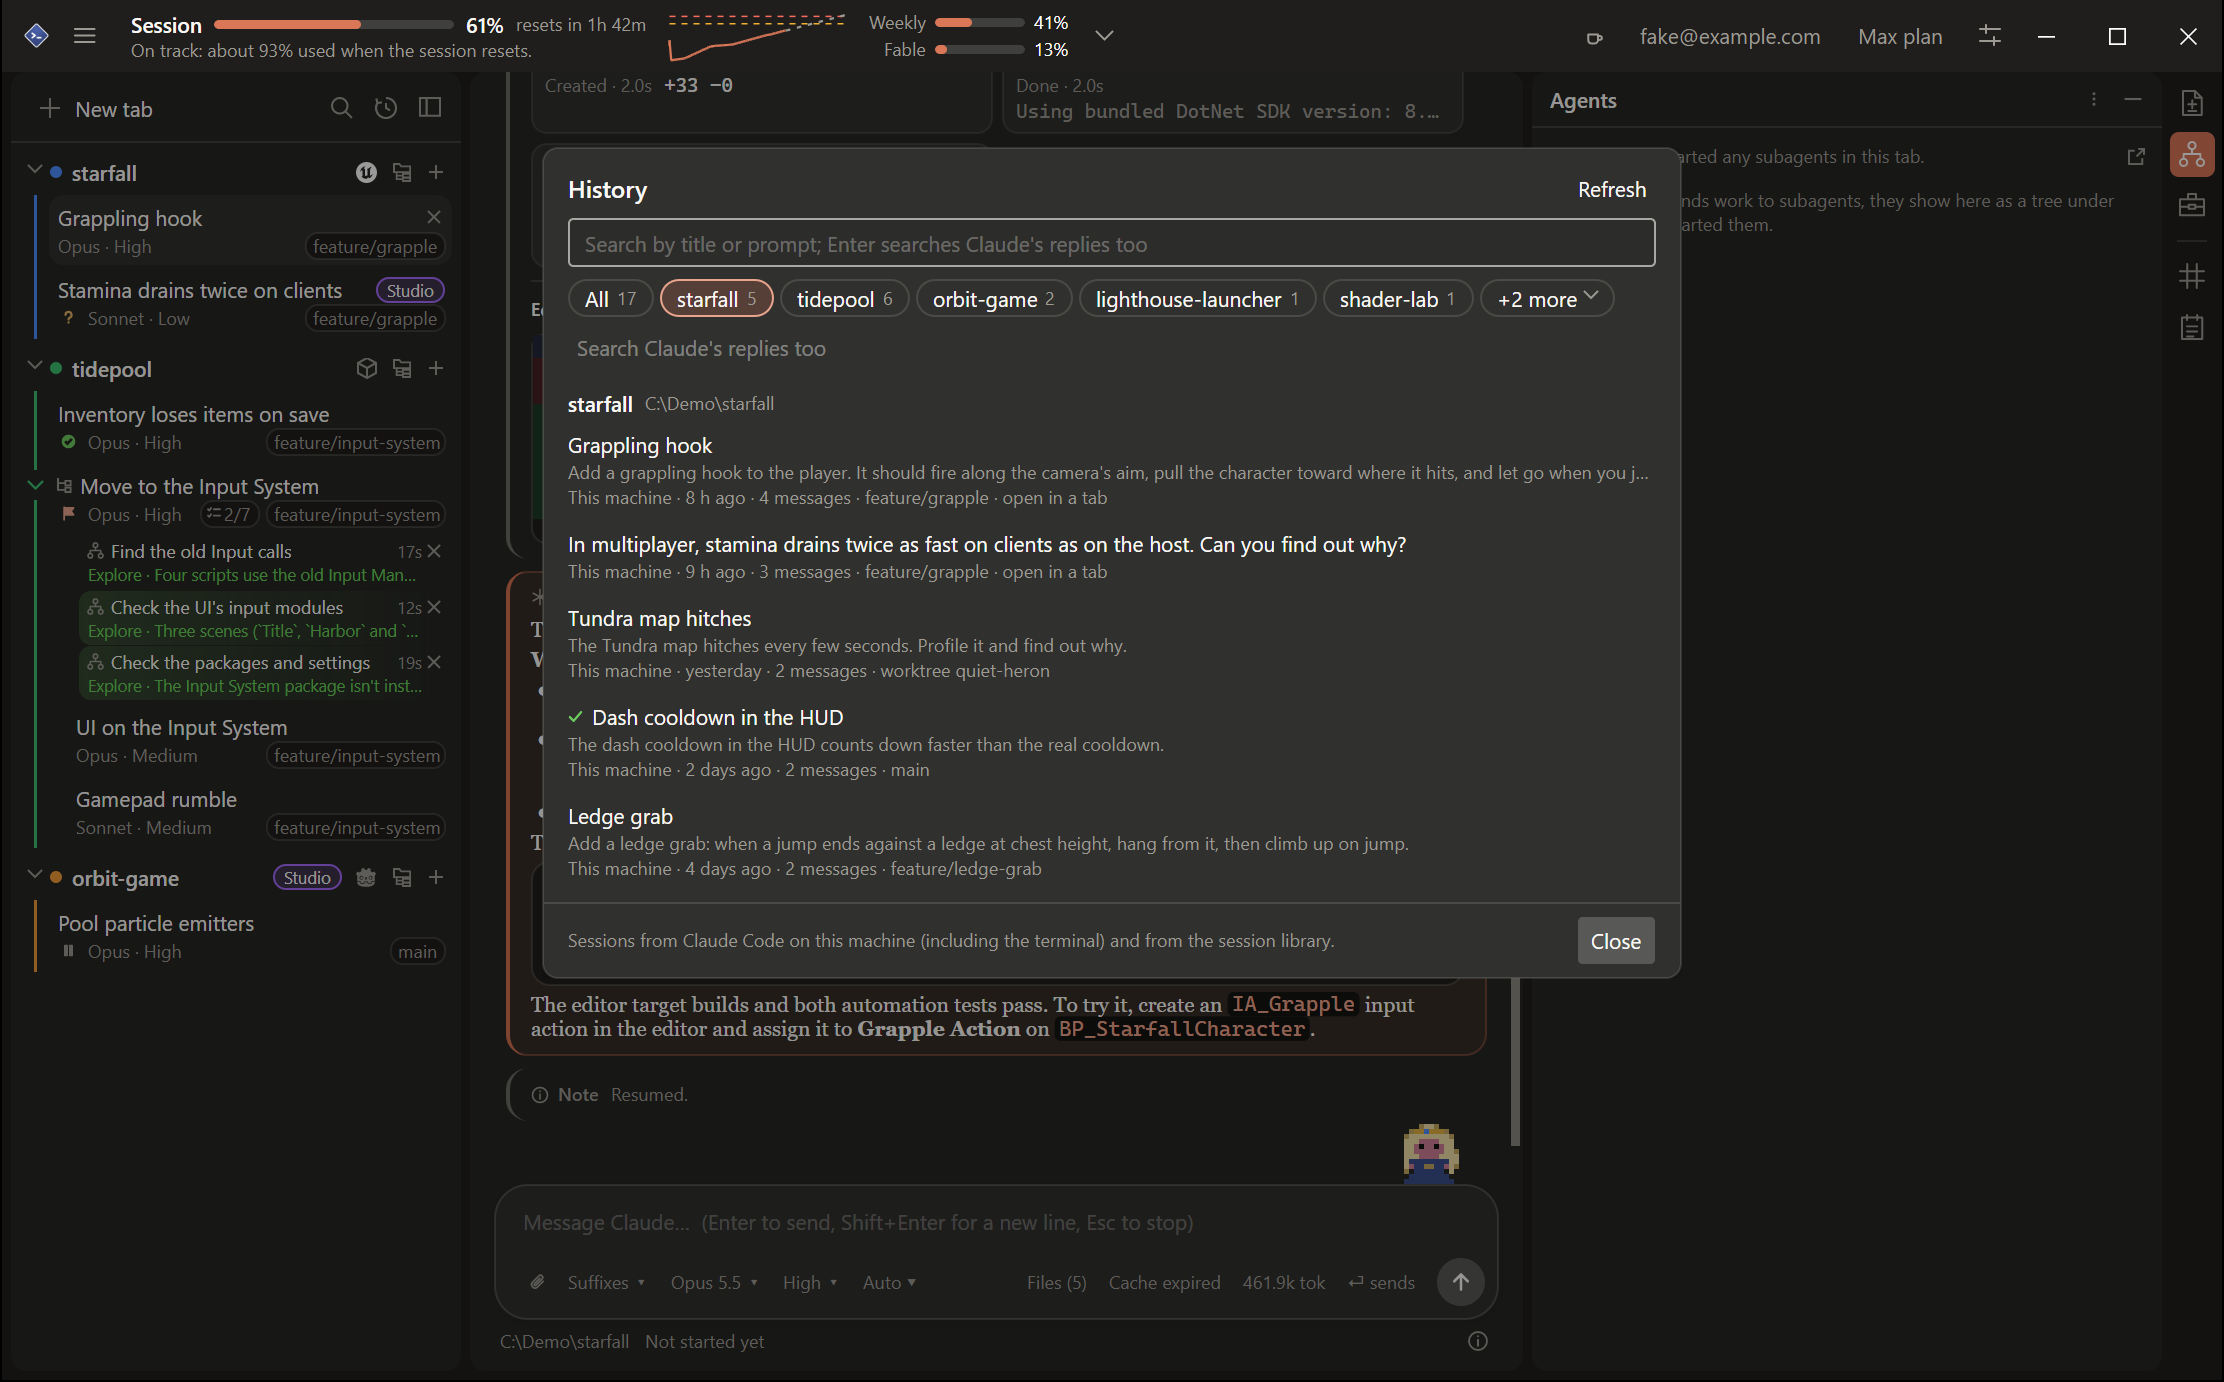 Session 61% resets in 1h 42m
On track: about 93% used when the session resets.
Weekly 41%
Fable 13%
fake@example.com Max plan
New tab
starfall
Grappling hook
Opus · High feature/grapple
Stamina drains twice on clients Studio
? Sonnet · Low feature/grapple
tidepool
Inventory loses items on save
Opus · High feature/input-system
Move to the Input System
Opus · High 2/7 feature/input-system
Find the old Input calls 17s
Explore · Four scripts use the old Input Man...
Check the UI's input modules 12s
Explore · Three scenes (`Title`, `Harbor` and `...
Check the packages and settings 19s
Explore · The Input System package isn't inst...
UI on the Input System
Opus · Medium feature/input-system
Gamepad rumble
Sonnet · Medium feature/input-system
orbit-game Studio
Pool particle emitters
Opus · High main
Created · 2.0s +33 −0
Done · 2.0s
Using bundled DotNet SDK version: 8.…
History Refresh
Search by title or prompt; Enter searches Claude's replies too
All 17 starfall 5 tidepool 6 orbit-game 2 lighthouse-launcher 1 shader-lab 1 +2 more
Search Claude's replies too
starfall C:\Demo\starfall
Grappling hook
Add a grappling hook to the player. It should fire along the camera's aim, pull the character toward where it hits, and let go when you j...
This machine · 8 h ago · 4 messages · feature/grapple · open in a tab
In multiplayer, stamina drains twice as fast on clients as on the host. Can you find out why?
This machine · 9 h ago · 3 messages · feature/grapple · open in a tab
Tundra map hitches
The Tundra map hitches every few seconds. Profile it and find out why.
This machine · yesterday · 2 messages · worktree quiet-heron
Dash cooldown in the HUD
The dash cooldown in the HUD counts down faster than the real cooldown.
This machine · 2 days ago · 2 messages · main
Ledge grab
Add a ledge grab: when a jump ends against a ledge at chest height, hang from it, then climb up on jump.
This machine · 4 days ago · 2 messages · feature/ledge-grab
Sessions from Claude Code on this machine (including the terminal) and from the session library.
Close
The editor target builds and both automation tests pass. To try it, create an IA_Grapple input
action in the editor and assign it to Grapple Action on BP_StarfallCharacter.
Note Resumed.
Message Claude... (Enter to send, Shift+Enter for a new line, Esc to stop)
Suffixes Opus 5.5 High Auto Files (5) Cache expired 461.9k tok sends
C:\Demo\starfall Not started yet
Agents
arted any subagents in this tab.
nds work to subagents, they show here as a tree under
arted them.